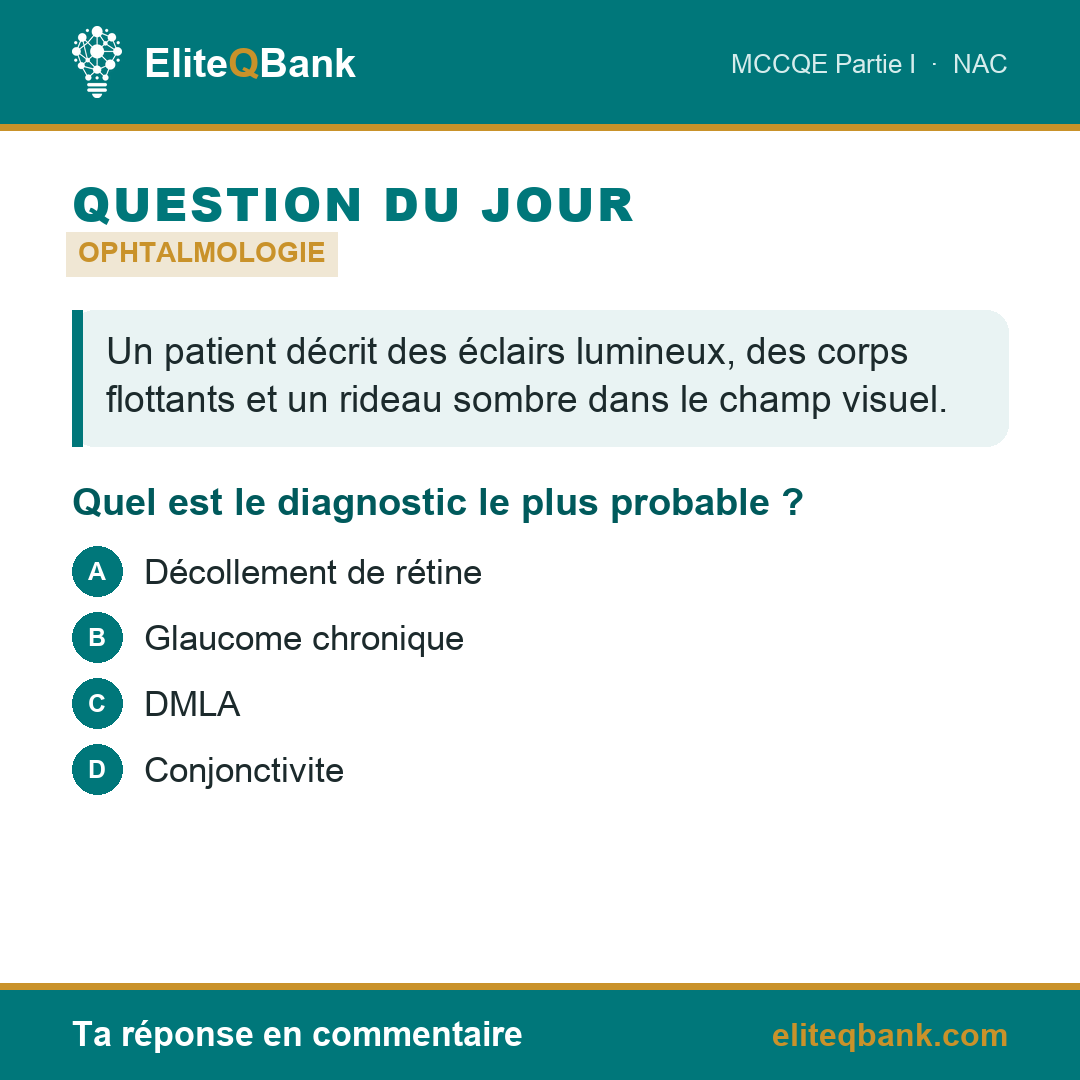 EliteQBank
MCCQE Partie I · NAC
QUESTION DU JOUR
OPHTALMOLOGIE
Un patient décrit des éclairs lumineux, des corps
flottants et un rideau sombre dans le champ visuel.
Quel est le diagnostic le plus probable ?
A Décollement de rétine
B Glaucome chronique
C DMLA
D Conjonctivite
Ta réponse en commentaire
eliteqbank.com